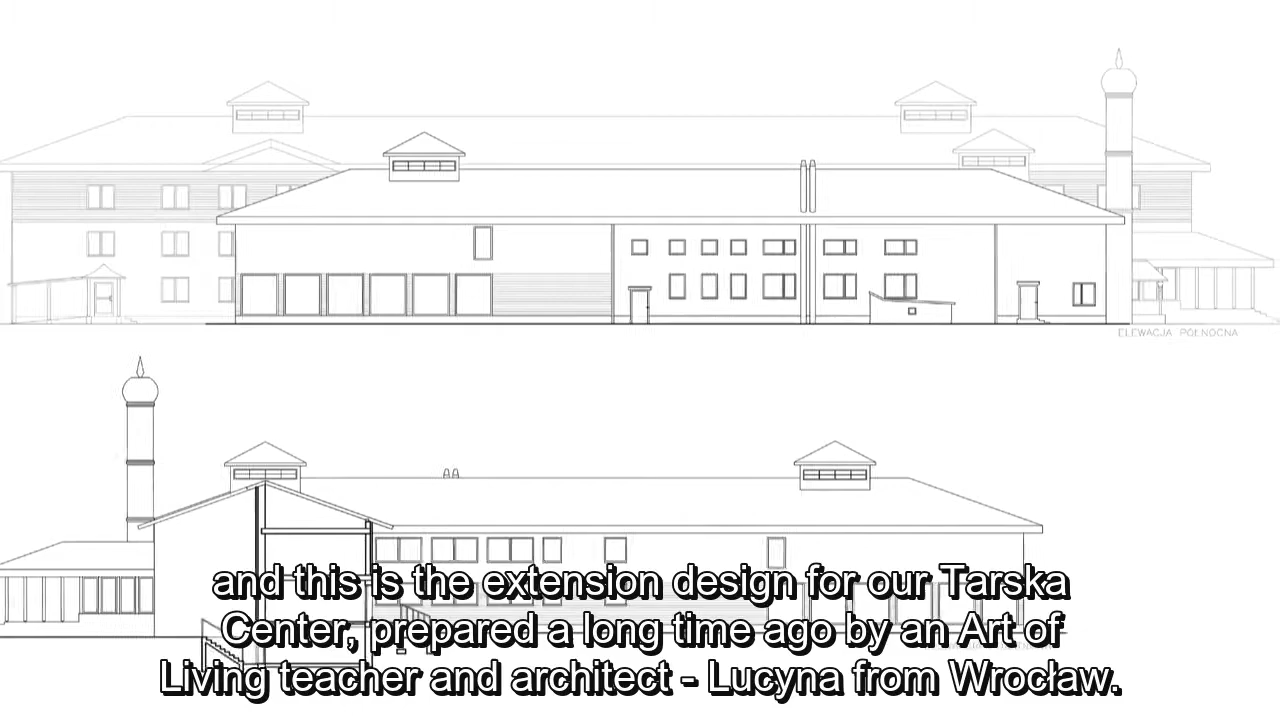 ELEWACJA PÓŁNOCNA
and this is the extension design for our Tarska
Center, prepared a long time ago by an Art of
Living teacher and architect - Lucyna from Wrocław.